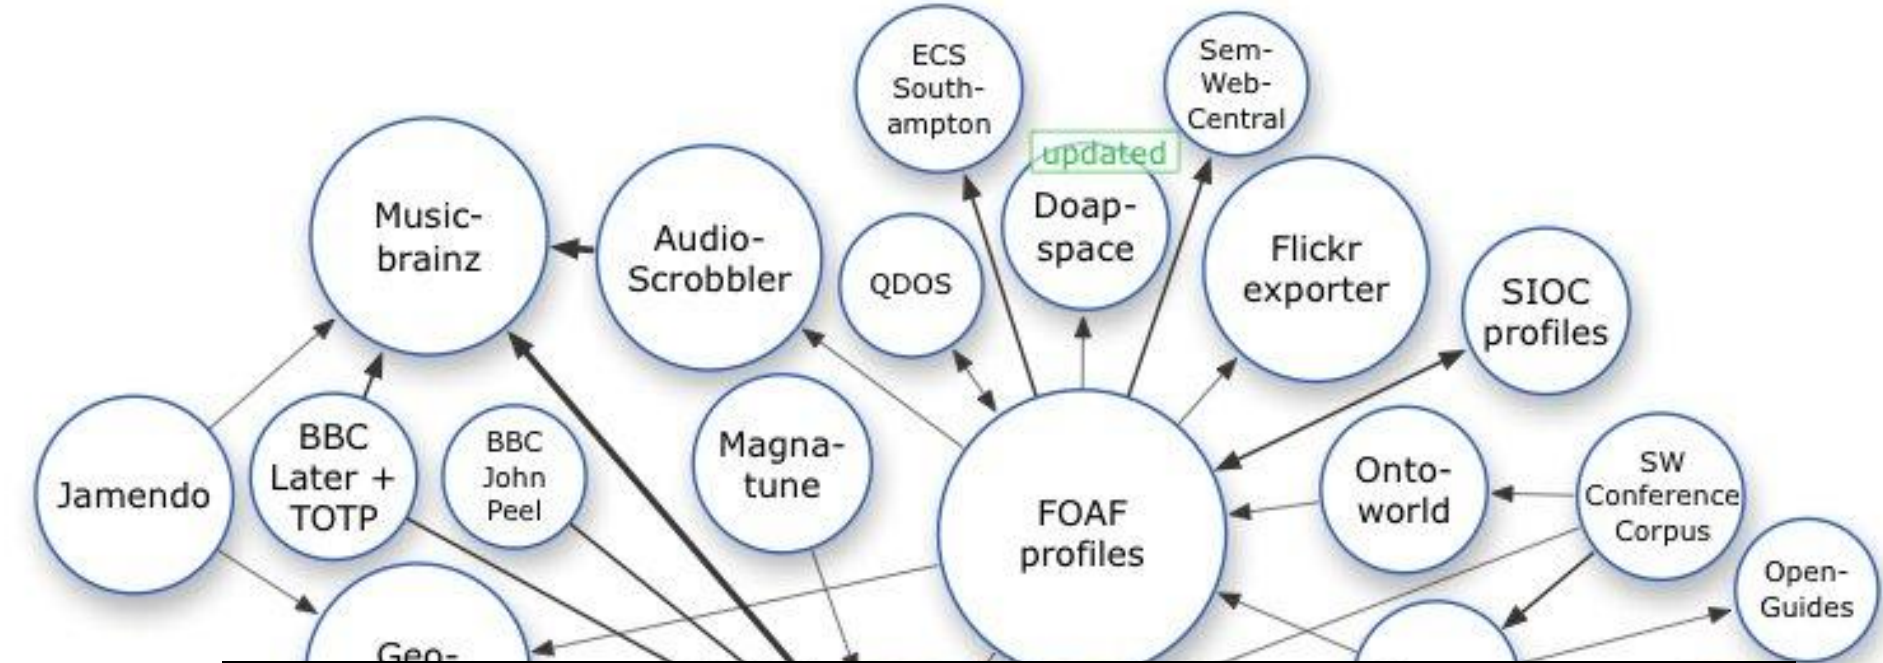 ECS
South-
ampton
Sem-
Web-
Central
updated
Doap-
space
Music-
brainz
Audio-
Scrobbler
QDOS
Flickr
exporter
SIOC
profiles
Jamendo
BBC
Later +
TOTP
BBC
John
Peel
Magna-
tune
FOAF
profiles
Onto-
world
SW
Conference
Corpus
Open-
Guides
Geo-